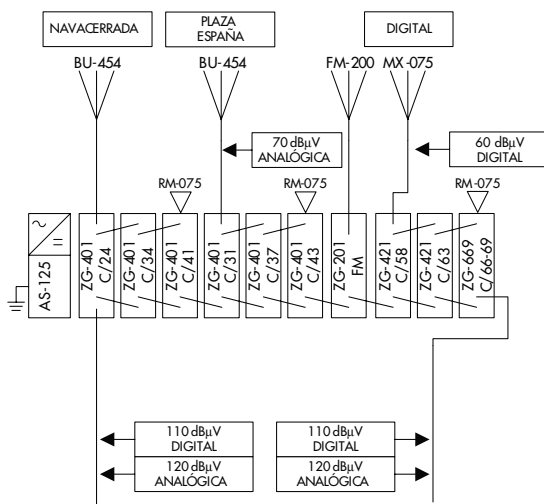 NAVACERRADA
PLAZA
ESPAÑA
DIGITAL
BU-454
BU-454
FM-200
MX-075
70 dBµV
ANALÓGICA
60 dBµV
DIGITAL
RM-075
RM-075
RM-075
AS-125
ZG-401
C/24
ZG-401
C/34
ZG-401
C/41
ZG-401
C/31
ZG-401
C/37
ZG-401
C/43
ZG-201
FM
ZG-421
C/58
ZG-421
C/63
ZG-669
C/66-69
110 dBµV
DIGITAL
120 dBµV
ANALÓGICA
110 dBµV
DIGITAL
120 dBµV
ANALÓGICA